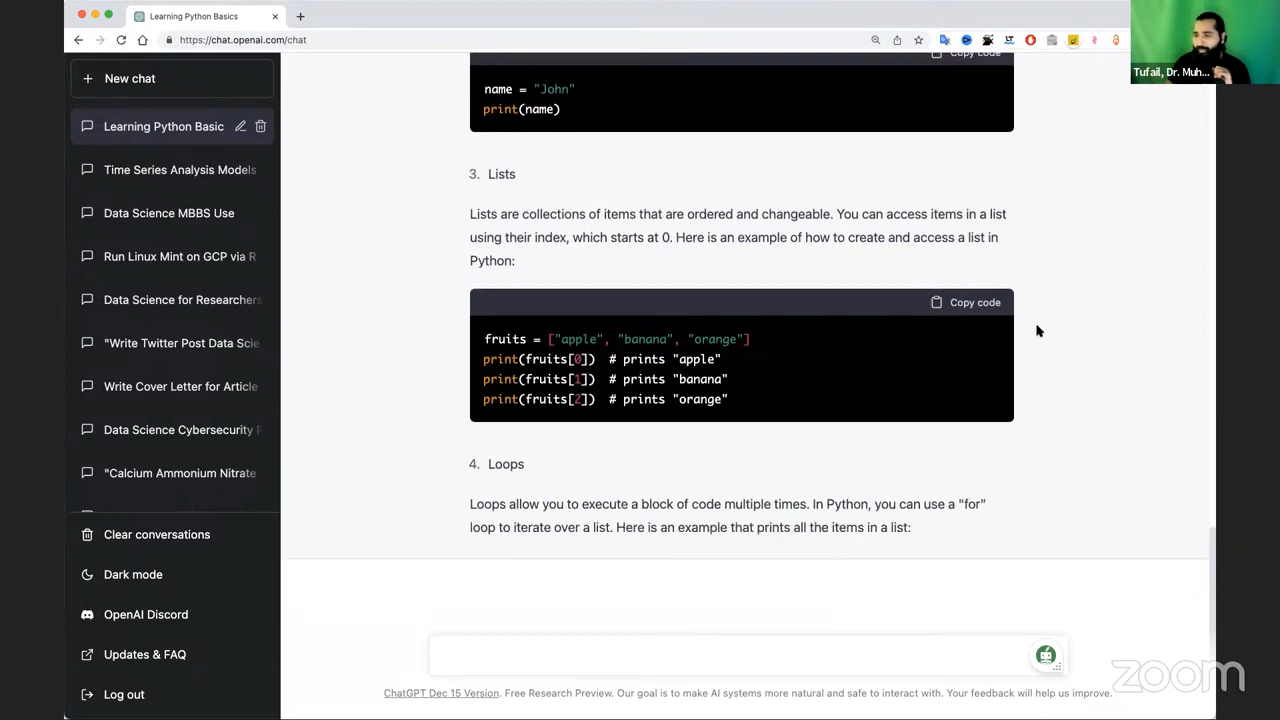 Learning Python Basics
https://chat.openai.com/chat
Tufail, Dr. Muh...
New chat
Learning Python Basic
Time Series Analysis Models
Data Science MBBS Use
Run Linux Mint on GCP via R
Data Science for Researchers
"Write Twitter Post Data Scie
Write Cover Letter for Article
Data Science Cybersecurity P
"Calcium Ammonium Nitrate
Clear conversations
Dark mode
OpenAI Discord
Updates & FAQ
Log out
Copy code
name = "John"
print(name)
3. Lists
Lists are collections of items that are ordered and changeable. You can access items in a list
using their index, which starts at 0. Here is an example of how to create and access a list in
Python:
Copy code
fruits = ["apple", "banana", "orange"]
print(fruits[0])  # prints "apple"
print(fruits[1])  # prints "banana"
print(fruits[2])  # prints "orange"
4. Loops
Loops allow you to execute a block of code multiple times. In Python, you can use a "for"
loop to iterate over a list. Here is an example that prints all the items in a list:
ChatGPT Dec 15 Version. Free Research Preview. Our goal is to make AI systems more natural and safe to interact with. Your feedback will help us improve.
zoom